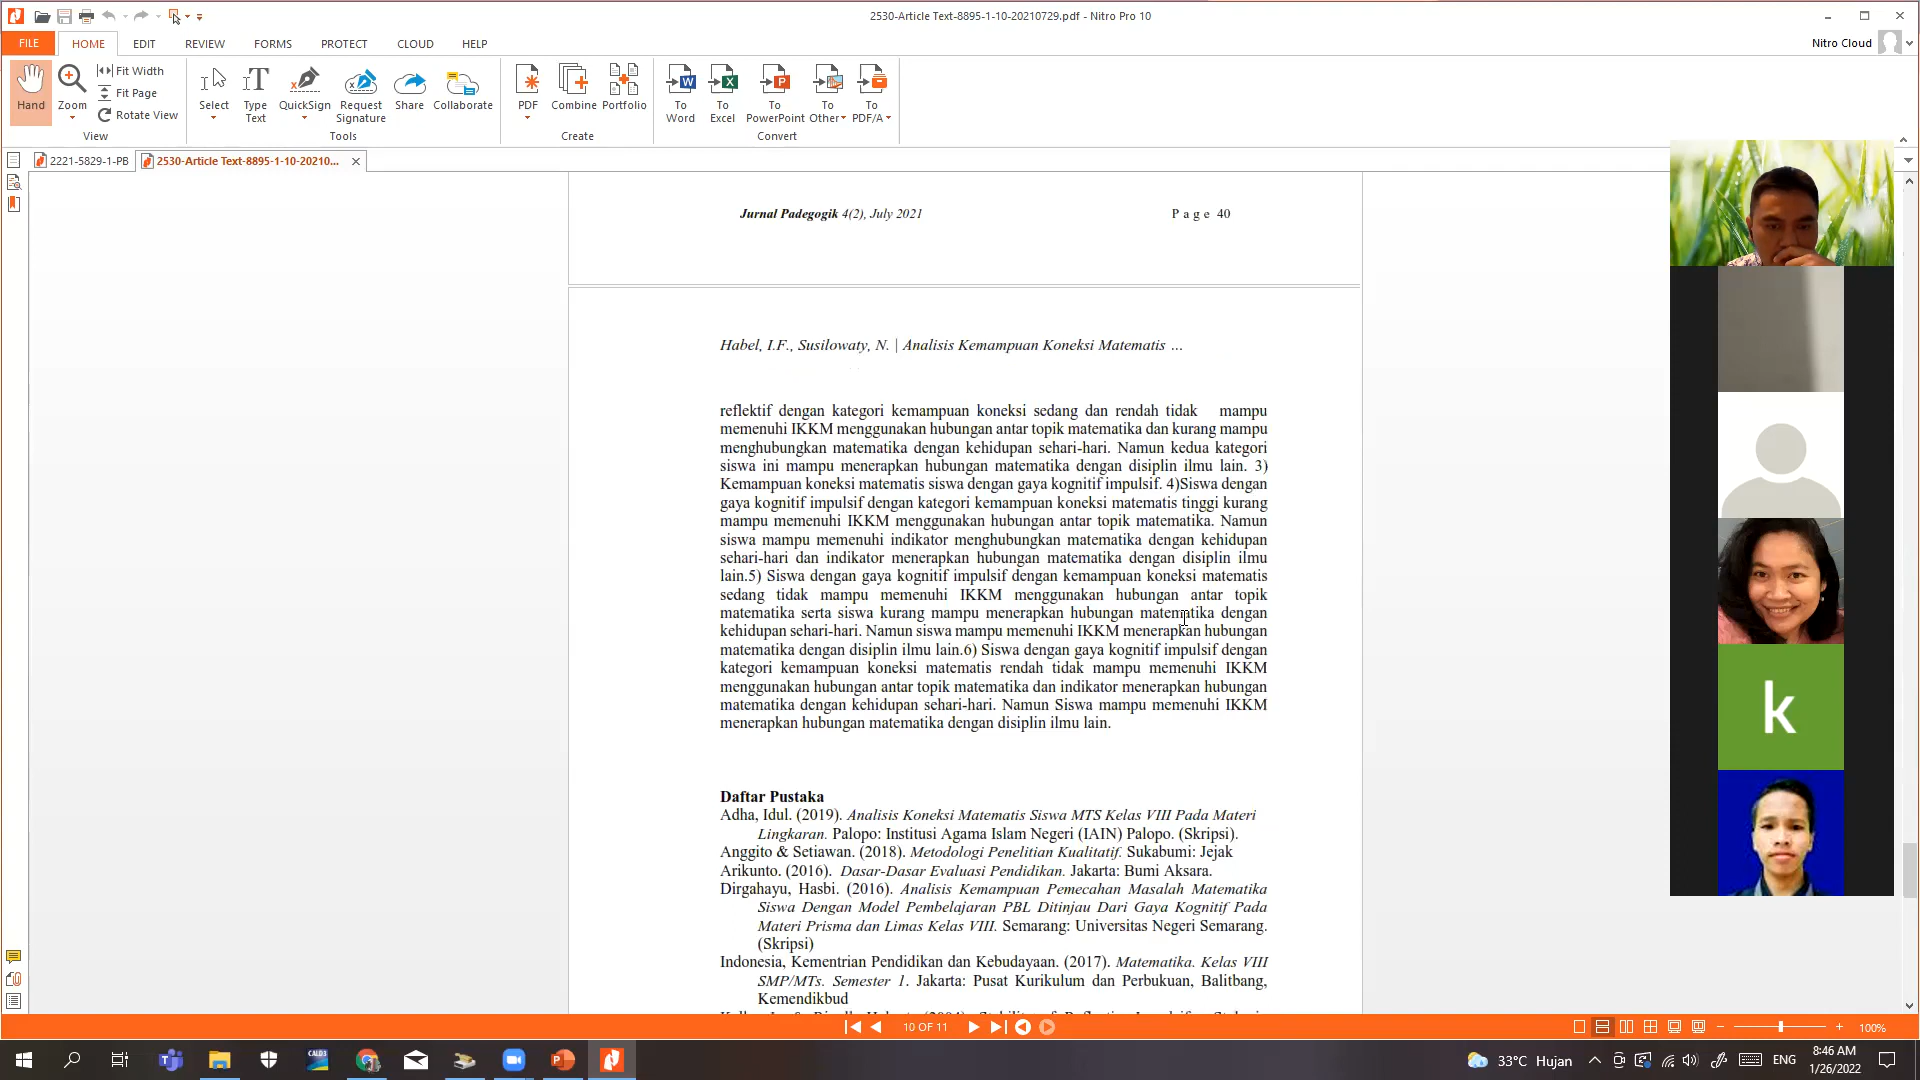 2530-Article Text-8895-1-10-20210729.pdf - Nitro Pro 10
FILE HOME EDIT REVIEW FORMS PROTECT CLOUD HELP
Nitro Cloud
Hand
Zoom
Fit Width
Fit Page
Rotate View
View
Select
Type Text
QuickSign
Request Signature
Share
Collaborate
Tools
PDF
Combine
Portfolio
Create
To Word
To Excel
To PowerPoint
To Other
To PDF/A
Convert
2221-5829-1-PB
2530-Article Text-8895-1-10-20210...
Jurnal Padegogik 4(2), July 2021 Page 40
Habel, I.F., Susilowaty, N. | Analisis Kemampuan Koneksi Matematis ...
reflektif dengan kategori kemampuan koneksi sedang dan rendah tidak mampu
memenuhi IKKM menggunakan hubungan antar topik matematika dan kurang mampu
menghubungkan matematika dengan kehidupan sehari-hari. Namun kedua kategori
siswa ini mampu menerapkan hubungan matematika dengan disiplin ilmu lain. 3)
Kemampuan koneksi matematis siswa dengan gaya kognitif impulsif. 4)Siswa dengan
gaya kognitif impulsif dengan kategori kemampuan koneksi matematis tinggi kurang
mampu memenuhi IKKM menggunakan hubungan antar topik matematika. Namun
siswa mampu memenuhi indikator menghubungkan matematika dengan kehidupan
sehari-hari dan indikator menerapkan hubungan matematika dengan disiplin ilmu
lain.5) Siswa dengan gaya kognitif impulsif dengan kemampuan koneksi matematis
sedang tidak mampu memenuhi IKKM menggunakan hubungan antar topik
matematika serta siswa kurang mampu menerapkan hubungan matematika dengan
kehidupan sehari-hari. Namun siswa mampu memenuhi IKKM menerapkan hubungan
matematika dengan disiplin ilmu lain.6) Siswa dengan gaya kognitif impulsif dengan
kategori kemampuan koneksi matematis rendah tidak mampu memenuhi IKKM
menggunakan hubungan antar topik matematika dan indikator menerapkan hubungan
matematika dengan kehidupan sehari-hari. Namun Siswa mampu memenuhi IKKM
menerapkan hubungan matematika dengan disiplin ilmu lain.
Daftar Pustaka
Adha, Idul. (2019). Analisis Koneksi Matematis Siswa MTS Kelas VIII Pada Materi
Lingkaran. Palopo: Institusi Agama Islam Negeri (IAIN) Palopo. (Skripsi).
Anggito & Setiawan. (2018). Metodologi Penelitian Kualitatif. Sukabumi: Jejak
Arikunto. (2016). Dasar-Dasar Evaluasi Pendidikan. Jakarta: Bumi Aksara.
Dirgahayu, Hasbi. (2016). Analisis Kemampuan Pemecahan Masalah Matematika
Siswa Dengan Model Pembelajaran PBL Ditinjau Dari Gaya Kognitif Pada
Materi Prisma dan Limas Kelas VIII. Semarang: Universitas Negeri Semarang.
(Skripsi)
Indonesia, Kementrian Pendidikan dan Kebudayaan. (2017). Matematika. Kelas VIII
SMP/MTs. Semester 1. Jakarta: Pusat Kurikulum dan Perbukuan, Balitbang,
Kemendikbud
k
10 OF 11
100%
33°C Hujan
ENG
8:46 AM
1/26/2022